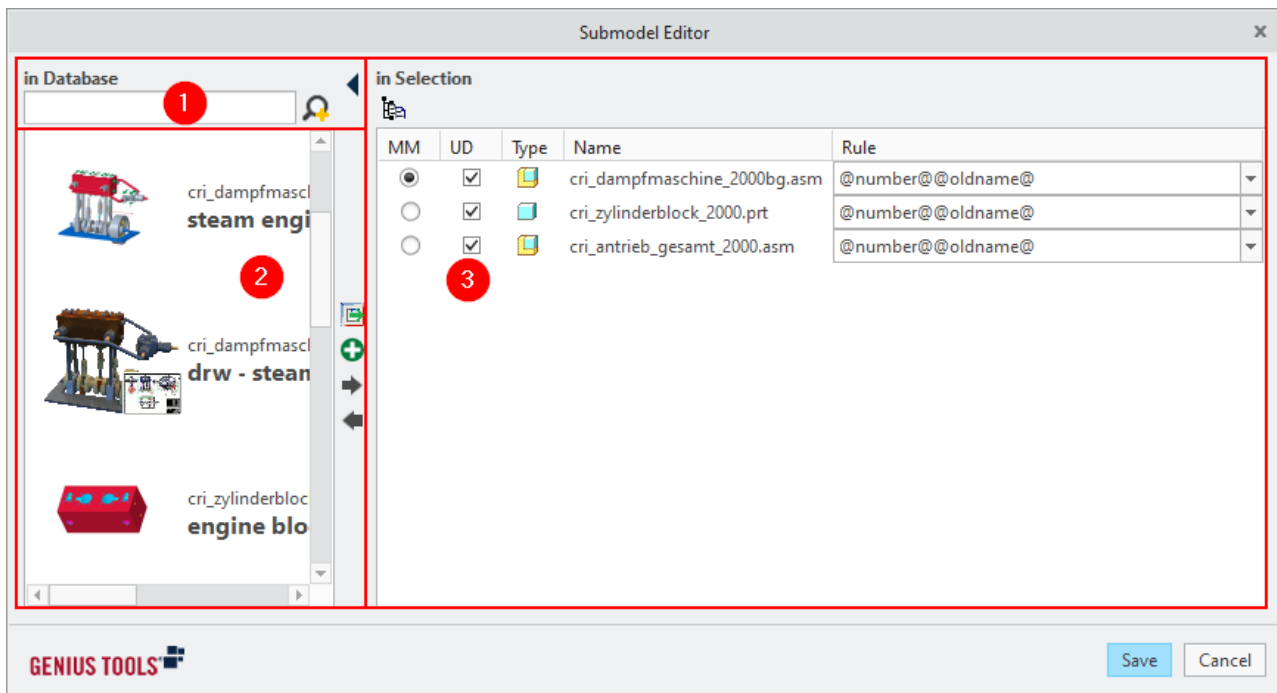 Submodel Editor
in Database
1
cri_dampfmascl
steam engi
2
cri_dampfmascl
drw - stean
cri_zylinderbloc
engine blo
in Selection
MM UD Type Name Rule
cri_dampfmaschine_2000bg.asm @number@@oldname@
cri_zylinderblock_2000.prt @number@@oldname@
cri_antrieb_gesamt_2000.asm @number@@oldname@
3
GENIUS TOOLS
Save Cancel